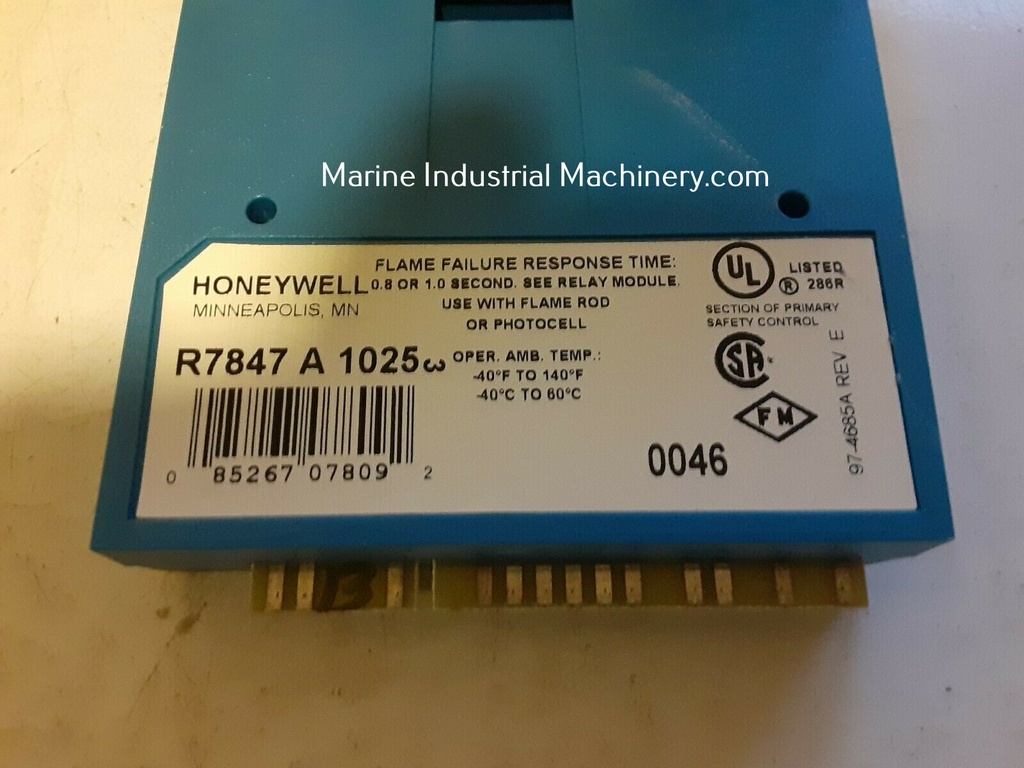 Marine Industrial Machinery.com
HONEYWELL
MINNEAPOLIS, MN
FLAME FAILURE RESPONSE TIME:
0.8 OR 1.0 SECOND. SEE RELAY MODULE.
USE WITH FLAME ROD
OR PHOTOCELL
R7847 A 1025 3
OPER. AMB. TEMP.:
-40°F TO 140°F
-40°C TO 60°C
0 85267 07809 2
UL ® LISTED
286R
SECTION OF PRIMARY
SAFETY CONTROL
SA
FM
0046
97-4685A REV E
B